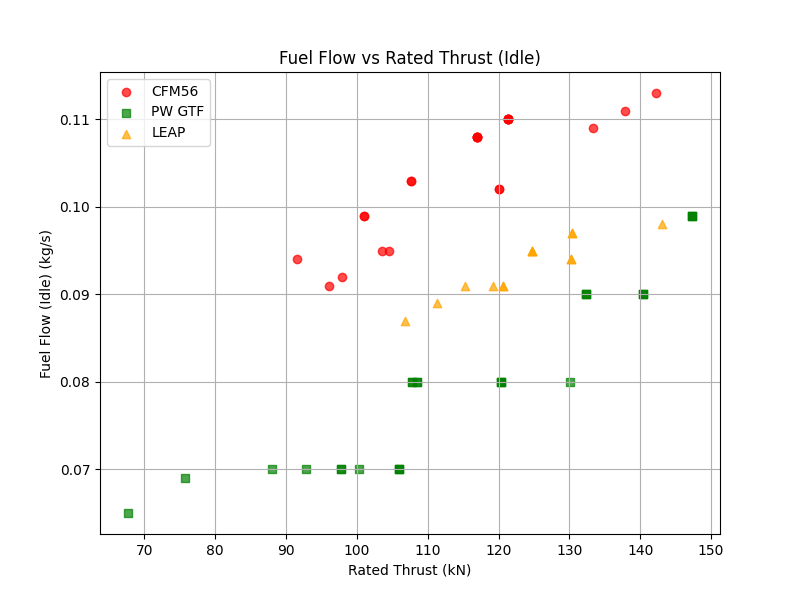 Fuel Flow vs Rated Thrust (Idle)
CFM56
PW GTF
LEAP
Fuel Flow (Idle) (kg/s)
0.11
0.10
0.09
0.08
0.07
70 80 90 100 110 120 130 140 150
Rated Thrust (kN)